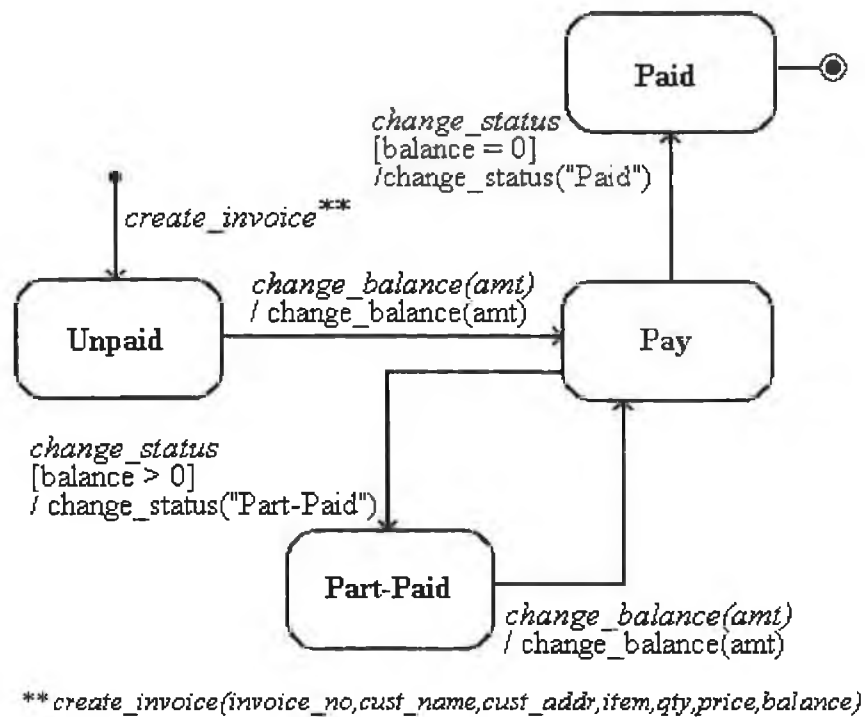 Paid
change_status
[balance = 0]
/change_status("Paid")
create_invoice**
change_balance(amt)
/ change_balance(amt)
Unpaid
Pay
change_status
[balance > 0]
/ change_status("Part-Paid")
Part-Paid
change_balance(amt)
/ change_balance(amt)
** create_invoice(invoice_no,cust_name,cust_addr,item,qty,price,balance)